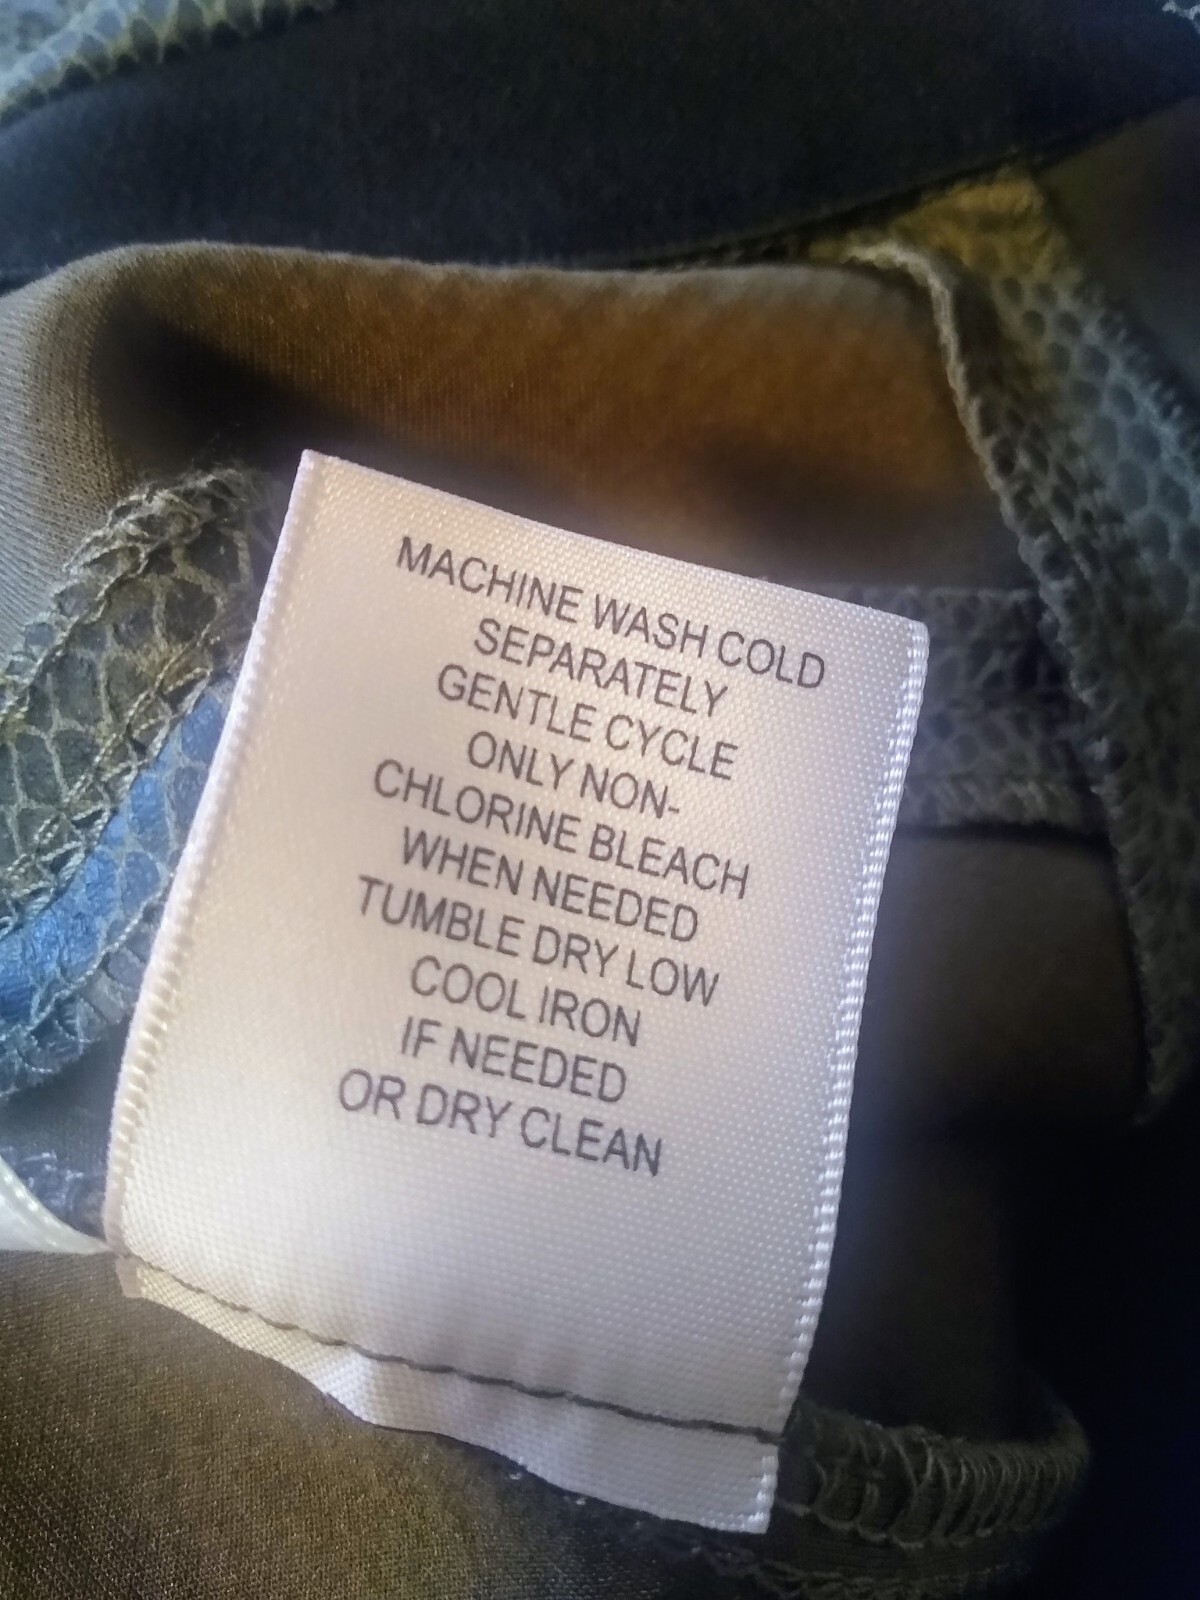 MACHINE WASH COLD
SEPARATELY
GENTLE CYCLE
ONLY NON-
CHLORINE BLEACH
WHEN NEEDED
TUMBLE DRY LOW
COOL IRON
IF NEEDED
OR DRY CLEAN